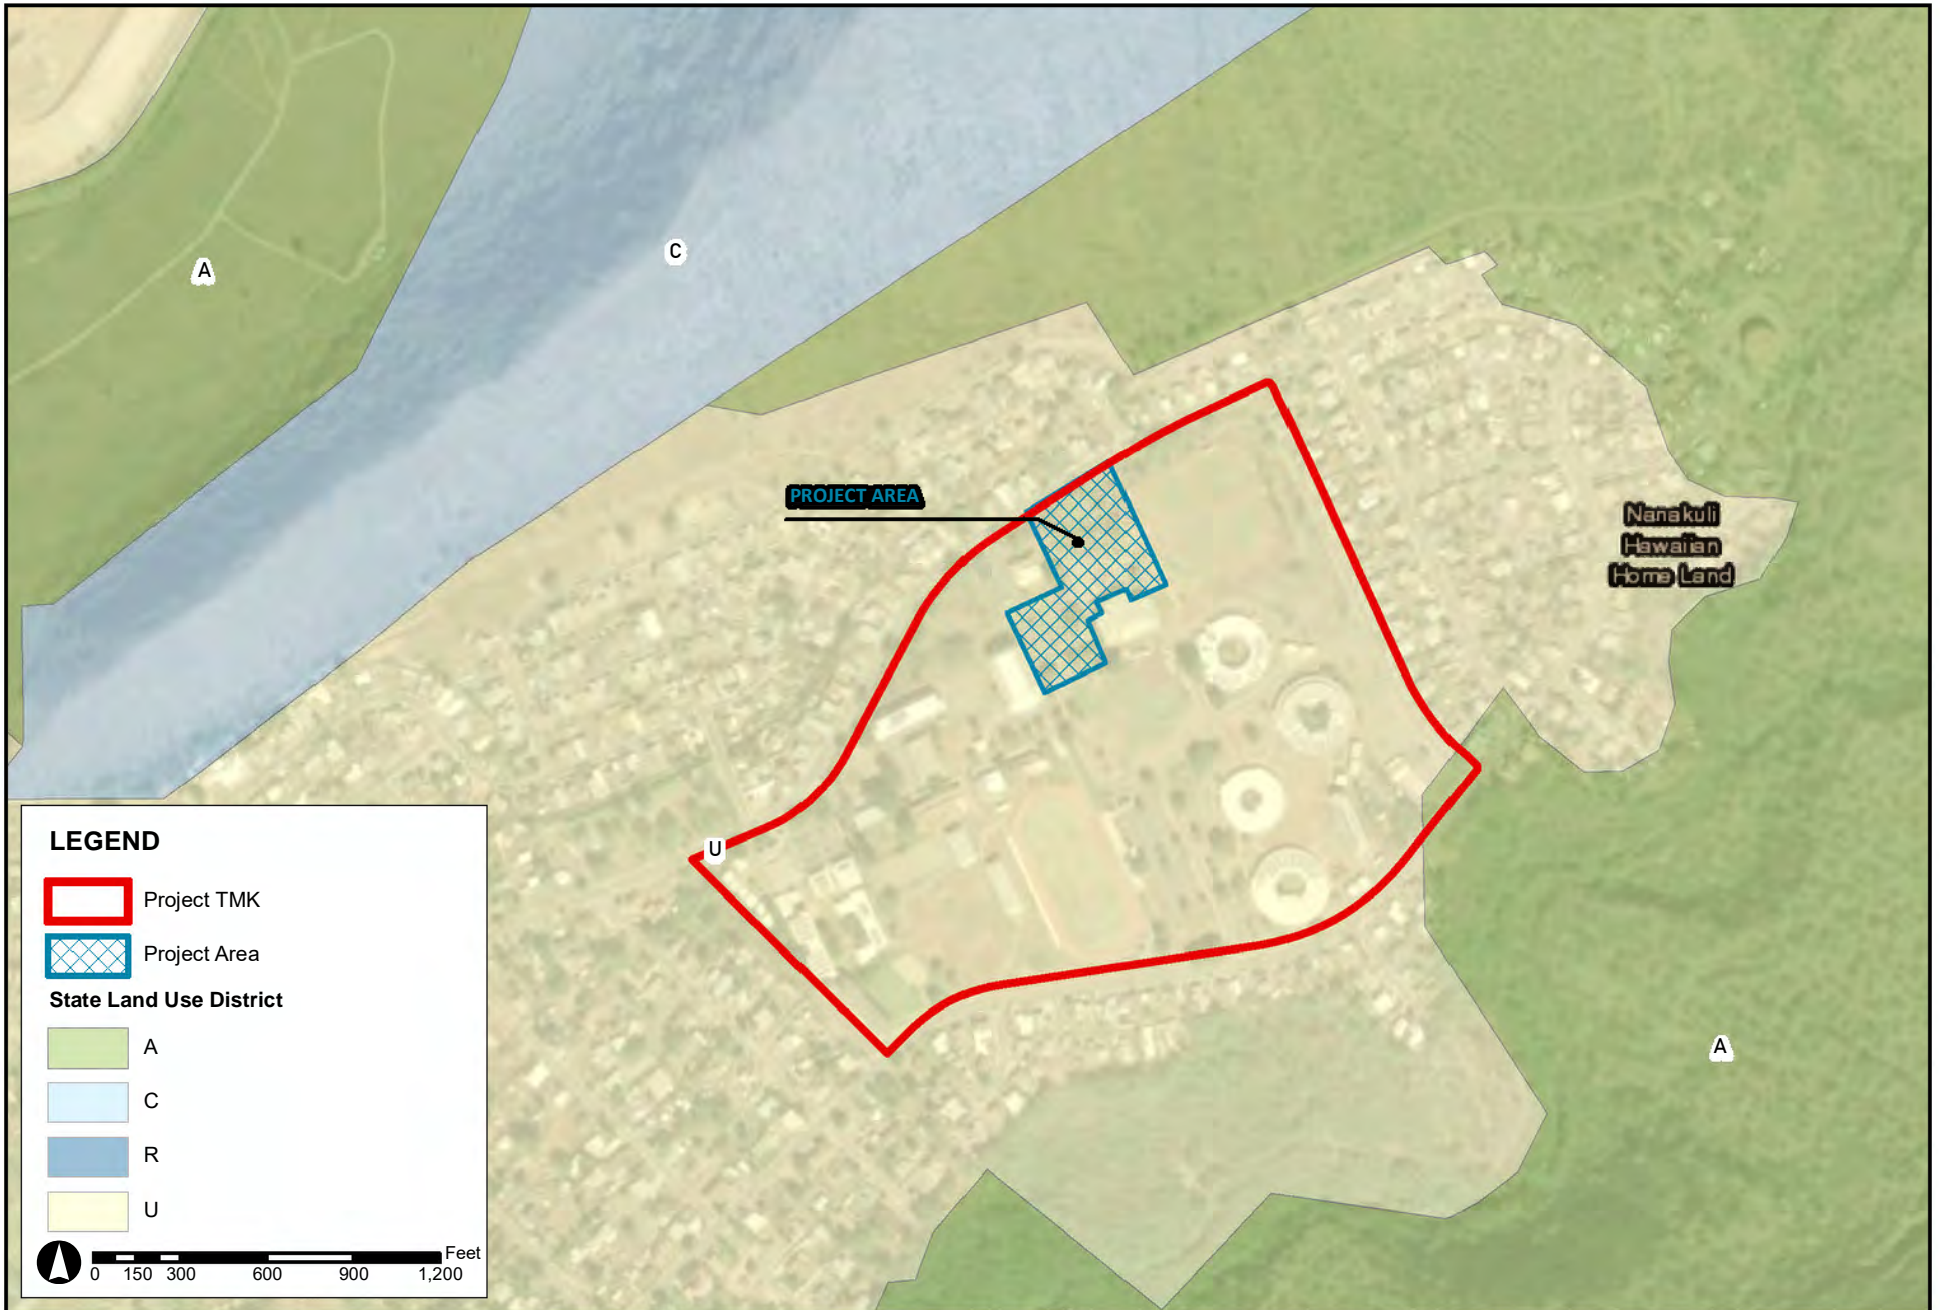 A
C
PROJECT AREA
Nanakuli
Hawaiian
Home Land
U
A
LEGEND
Project TMK
Project Area
State Land Use District
A
C
R
U
Feet
0 150 300 600 900 1,200